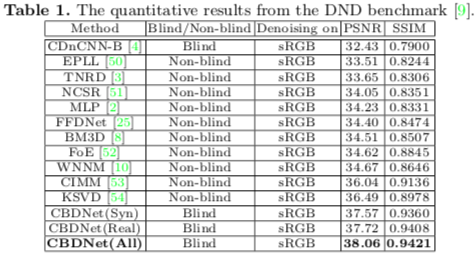 Table 1. The quantitative results from the DND benchmark [9].
Method Blind/Non-blind Denoising on PSNR SSIM
CDnCNN-B [4] Blind sRGB 32.43 0.7900
EPLL [50] Non-blind sRGB 33.51 0.8244
TNRD [3] Non-blind sRGB 33.65 0.8306
NCSR [51] Non-blind sRGB 34.05 0.8351
MLP [2] Non-blind sRGB 34.23 0.8331
FFDNet [25] Non-blind sRGB 34.40 0.8474
BM3D [8] Non-blind sRGB 34.51 0.8507
FoE [52] Non-blind sRGB 34.62 0.8845
WNNM [10] Non-blind sRGB 34.67 0.8646
CIMM [53] Non-blind sRGB 36.04 0.9136
KSVD [54] Non-blind sRGB 36.49 0.8978
CBDNet(Syn) Blind sRGB 37.57 0.9360
CBDNet(Real) Blind sRGB 37.72 0.9408
CBDNet(All) Blind sRGB 38.06 0.9421